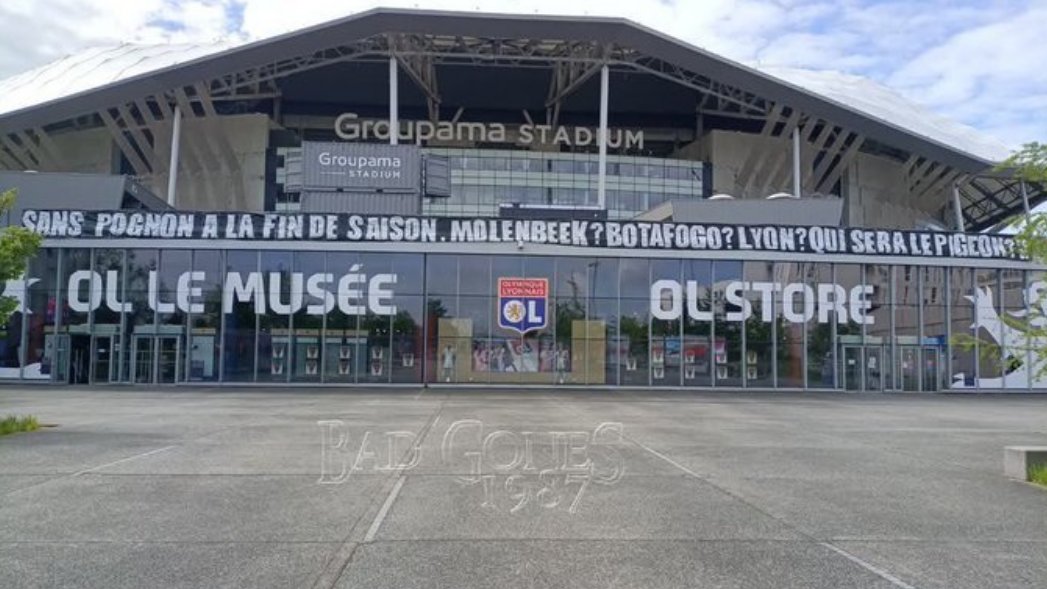 Groupama STADIUM
Groupama
STADIUM
SANS POGNON A LA FIN DE SAISON. MOLENBEEK? BOTAFOGO? LYON? QUI SERA LE PIGEON?
OL LE MUSÉE
OLYMPIQUE
LYONNAIS
OL
OL STORE
BAD GONES
1987